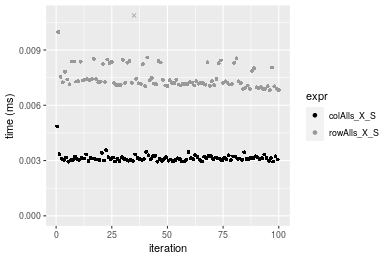 0.009
0.006
0.003
0.000
time (ms)
0
25
50
75
100
iteration
expr
colAlls_X_S
rowAlls_X_S